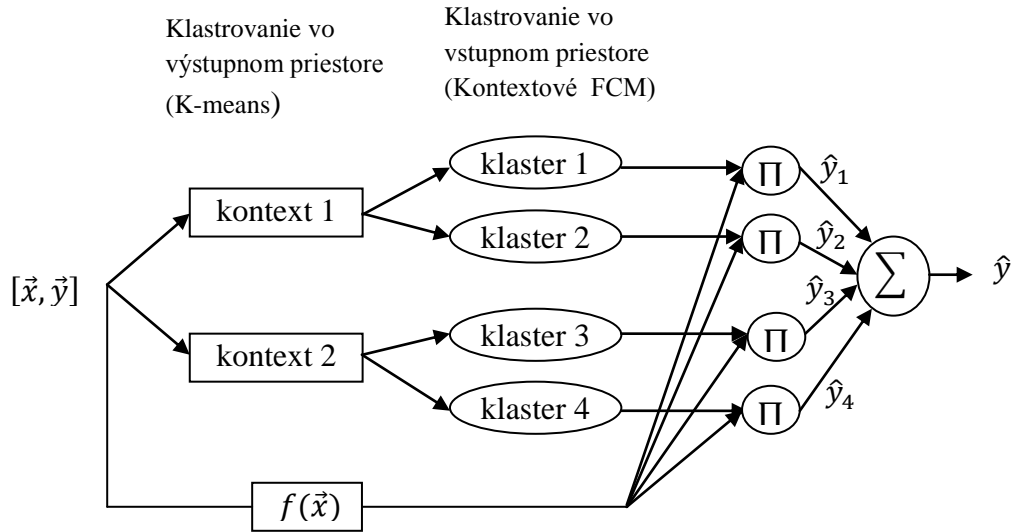 Klastrovanie vo
výstupnom priestore
(K-means)
Klastrovanie vo
vstupnom priestore
(Kontextové FCM)
klaster 1
Π
ŷ₁
kontext 1
klaster 2
Π
ŷ₂
[x⃗, y⃗]
∑
ŷ
ŷ₃
klaster 3
Π
kontext 2
klaster 4
Π
ŷ₄
f(x⃗)